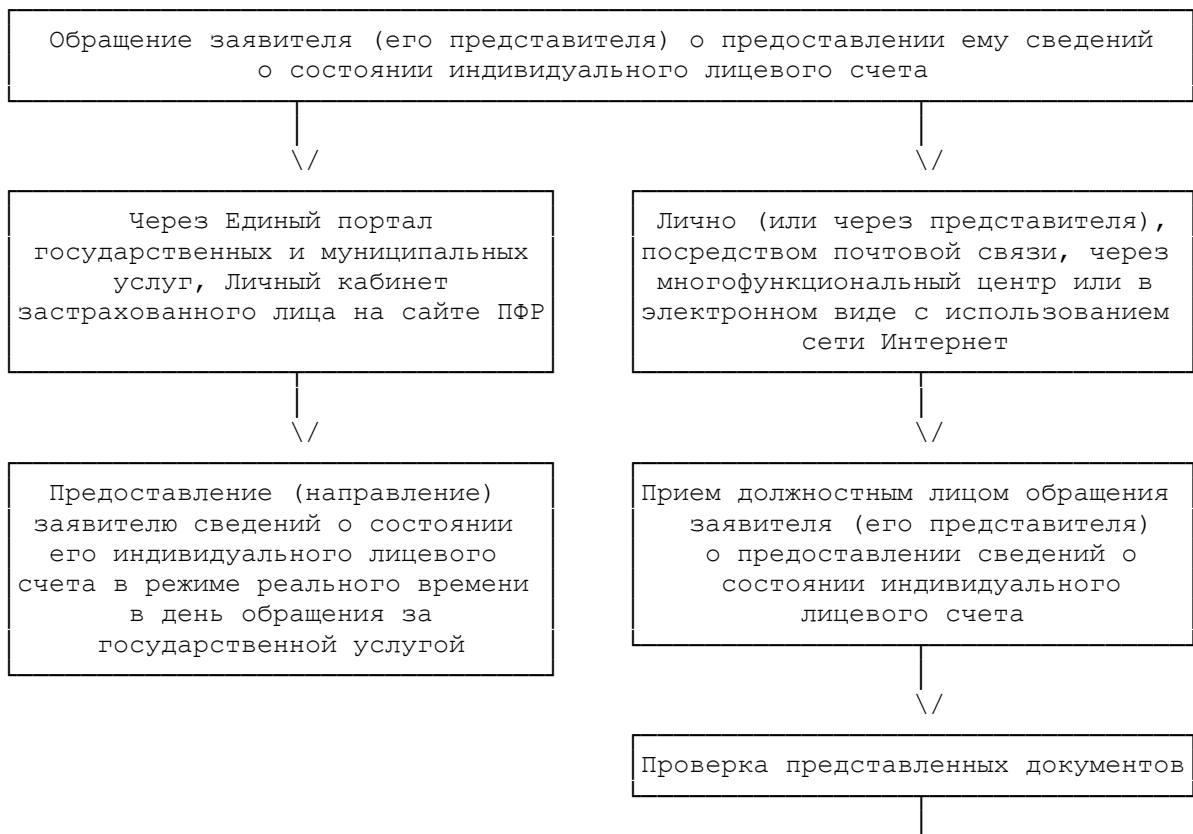 Обращение заявителя (его представителя) о предоставлении ему сведений
о состоянии индивидуального лицевого счета
Через Единый портал
государственных и муниципальных
услуг, Личный кабинет
застрахованного лица на сайте ПФР
Лично (или через представителя),
посредством почтовой связи, через
многофункциональный центр или в
электронном виде с использованием
сети Интернет
Предоставление (направление)
заявителю сведений о состоянии
его индивидуального лицевого
счета в режиме реального времени
в день обращения за
государственной услугой
Прием должностным лицом обращения
заявителя (его представителя)
о предоставлении сведений о
состоянии индивидуального
лицевого счета
Проверка представленных документов